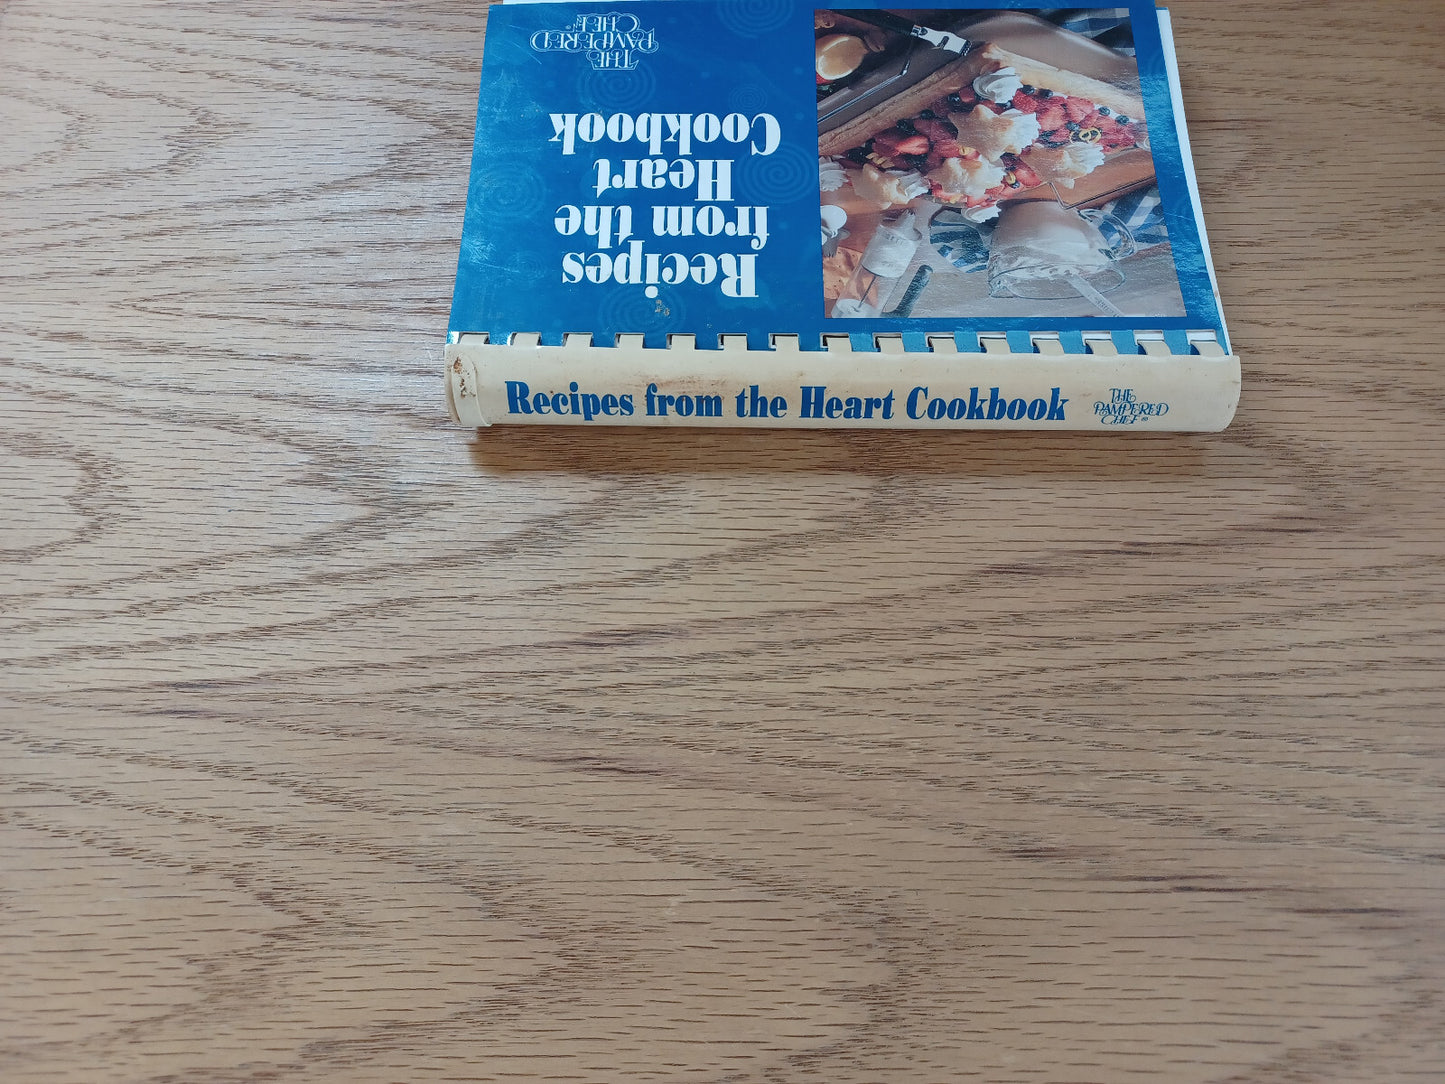 THE
PAMPERED
CHEF®
Recipes
from the
Heart
Cookbook
Recipes from the Heart Cookbook
THE
PAMPERED
CHEF®